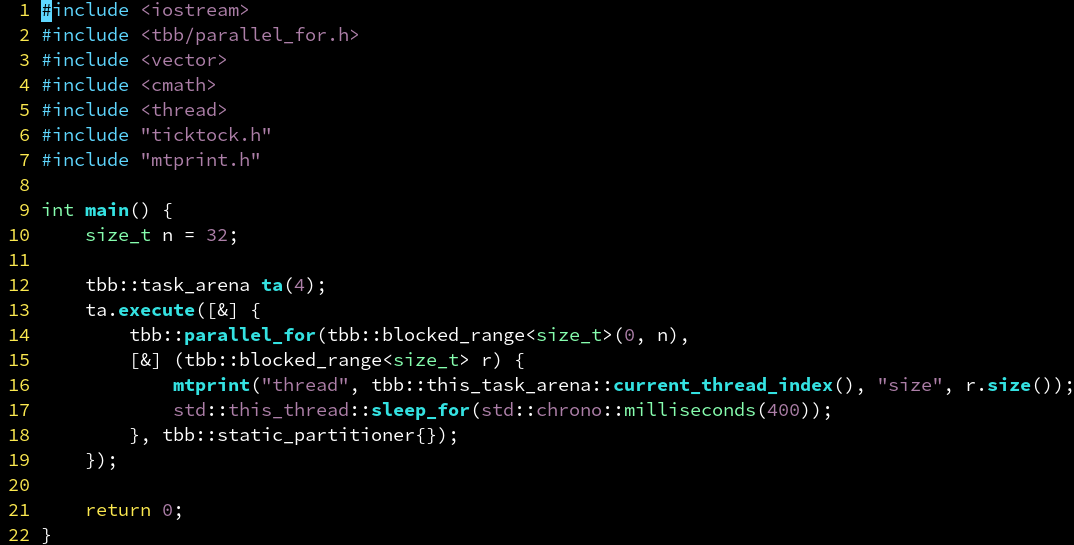 1 #include <iostream>
2 #include <tbb/parallel_for.h>
3 #include <vector>
4 #include <cmath>
5 #include <thread>
6 #include "ticktock.h"
7 #include "mtprint.h"
8
9 int main() {
10     size_t n = 32;
11
12     tbb::task_arena ta(4);
13     ta.execute([&] {
14         tbb::parallel_for(tbb::blocked_range<size_t>(0, n),
15         [&] (tbb::blocked_range<size_t> r) {
16             mtprint("thread", tbb::this_task_arena::current_thread_index(), "size", r.size());
17             std::this_thread::sleep_for(std::chrono::milliseconds(400));
18         }, tbb::static_partitioner{});
19     });
20
21     return 0;
22 }